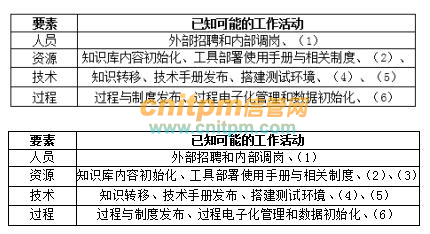 要素 已知可能的工作活动
人员 外部招聘和内部调岗、（1）
资源 知识库内容初始化、工具部署使用手册与相关制度、（2）、
技术 知识转移、技术手册发布、搭建测试环境、（4）、（5）
过程 过程与制度发布、过程电子化管理和数据初始化、（6）
cnitpm信管网
www.cnitpm.com
要素 已知可能的工作活动
人员 外部招聘和内部调岗、（1）
资源 知识库内容初始化、工具部署使用手册与相关制度、（2）、（3）
技术 知识转移、技术手册发布、搭建测试环境、（4）、（5）
过程 过程与制度发布、过程电子化管理和数据初始化、（6）